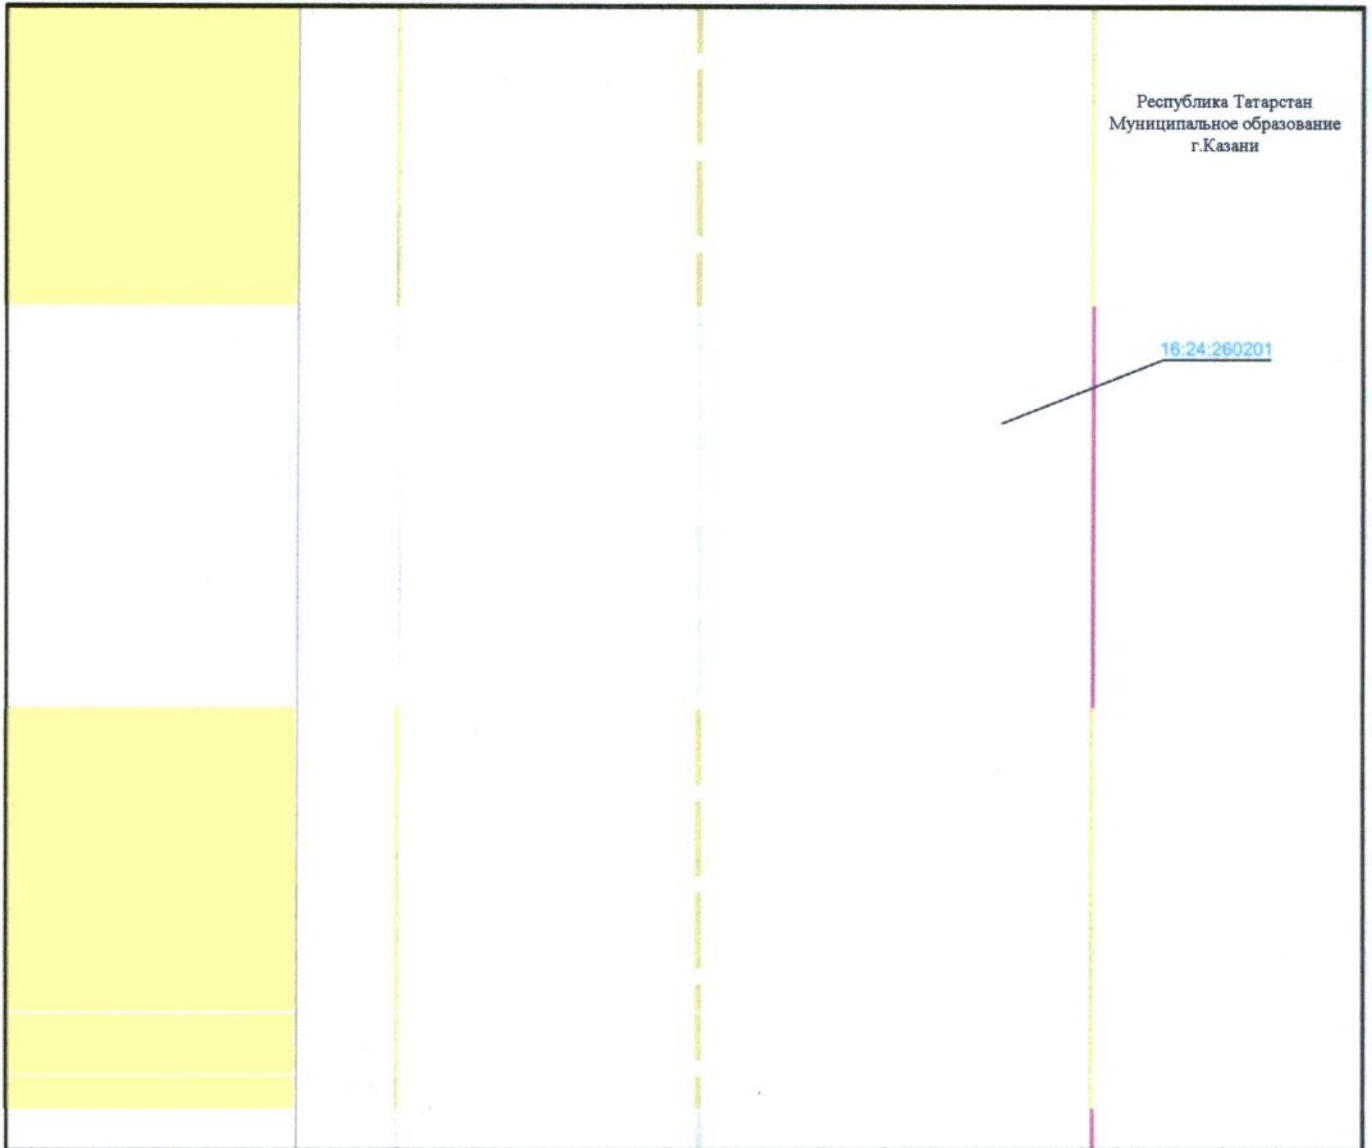 Республика Татарстан
Муниципальное образование
г.Казани
16:24:260201